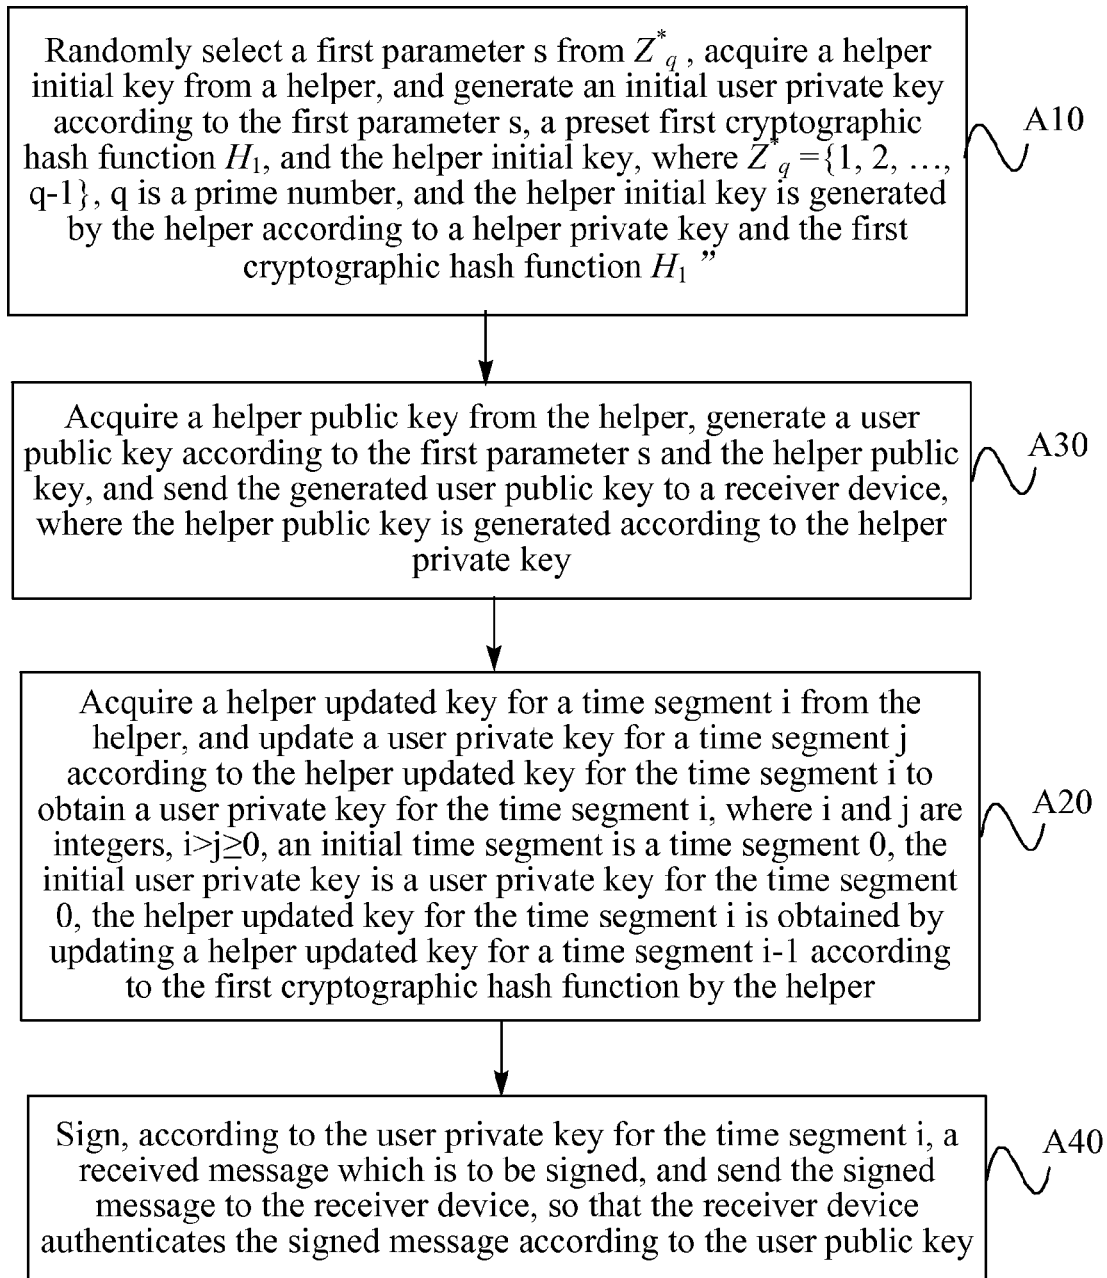 Randomly select a first parameter s from Z*q , acquire a helper
initial key from a helper, and generate an initial user private key
according to the first parameter s, a preset first cryptographic
hash function H1, and the helper initial key, where Z*q ={1, 2, ...,
q-1}, q is a prime number, and the helper initial key is generated
by the helper according to a helper private key and the first
cryptographic hash function H1 ”
A10
Acquire a helper public key from the helper, generate a user
public key according to the first parameter s and the helper public
key, and send the generated user public key to a receiver device,
where the helper public key is generated according to the helper
private key
A30
Acquire a helper updated key for a time segment i from the
helper, and update a user private key for a time segment j
according to the helper updated key for the time segment i to
obtain a user private key for the time segment i, where i and j are
integers, i>j≥0, an initial time segment is a time segment 0, the
initial user private key is a user private key for the time segment
0, the helper updated key for the time segment i is obtained by
updating a helper updated key for a time segment i-1 according
to the first cryptographic hash function by the helper
A20
Sign, according to the user private key for the time segment i, a
received message which is to be signed, and send the signed
message to the receiver device, so that the receiver device
authenticates the signed message according to the user public key
A40